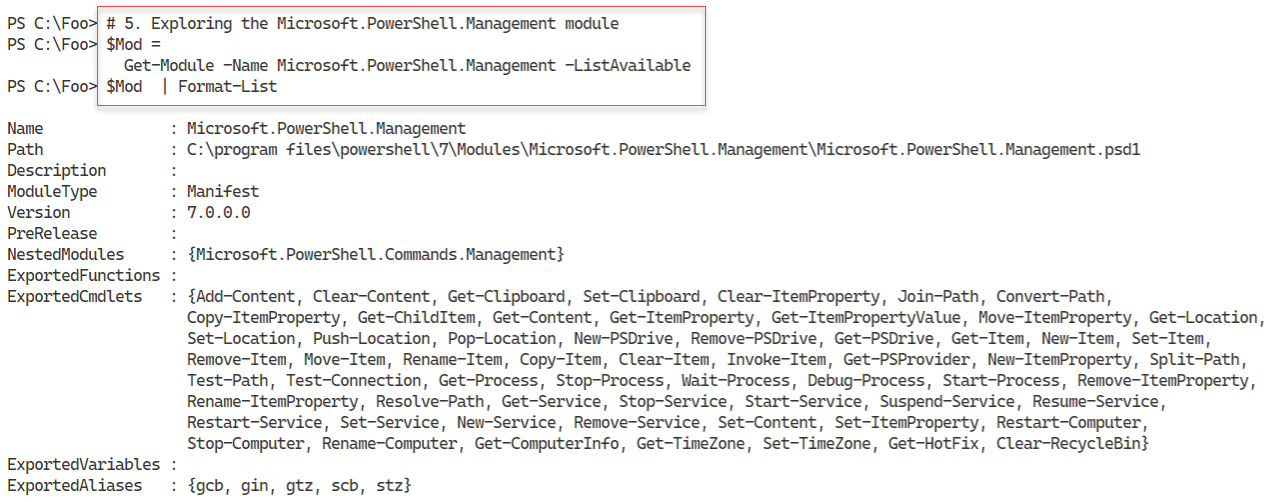 PS C:\Foo> # 5. Exploring the Microsoft.PowerShell.Management module
PS C:\Foo> $Mod =
Get-Module -Name Microsoft.PowerShell.Management -ListAvailable
PS C:\Foo> $Mod  | Format-List
Name              : Microsoft.PowerShell.Management
Path              : C:\program files\powershell\7\Modules\Microsoft.PowerShell.Management\Microsoft.PowerShell.Management.psd1
Description       :
ModuleType        : Manifest
Version           : 7.0.0.0
PreRelease        :
NestedModules     : {Microsoft.PowerShell.Commands.Management}
ExportedFunctions :
ExportedCmdlets   : {Add-Content, Clear-Content, Get-Clipboard, Set-Clipboard, Clear-ItemProperty, Join-Path, Convert-Path,
Copy-ItemProperty, Get-ChildItem, Get-Content, Get-ItemProperty, Get-ItemPropertyValue, Move-ItemProperty, Get-Location,
Set-Location, Push-Location, Pop-Location, New-PSDrive, Remove-PSDrive, Get-PSDrive, Get-Item, New-Item, Set-Item,
Remove-Item, Move-Item, Rename-Item, Copy-Item, Clear-Item, Invoke-Item, Get-PSProvider, New-ItemProperty, Split-Path,
Test-Path, Test-Connection, Get-Process, Stop-Process, Wait-Process, Debug-Process, Start-Process, Remove-ItemProperty,
Rename-ItemProperty, Resolve-Path, Get-Service, Stop-Service, Start-Service, Suspend-Service, Resume-Service,
Restart-Service, Set-Service, New-Service, Remove-Service, Set-Content, Set-ItemProperty, Restart-Computer,
Stop-Computer, Rename-Computer, Get-ComputerInfo, Get-TimeZone, Set-TimeZone, Get-HotFix, Clear-RecycleBin}
ExportedVariables :
ExportedAliases   : {gcb, gin, gtz, scb, stz}